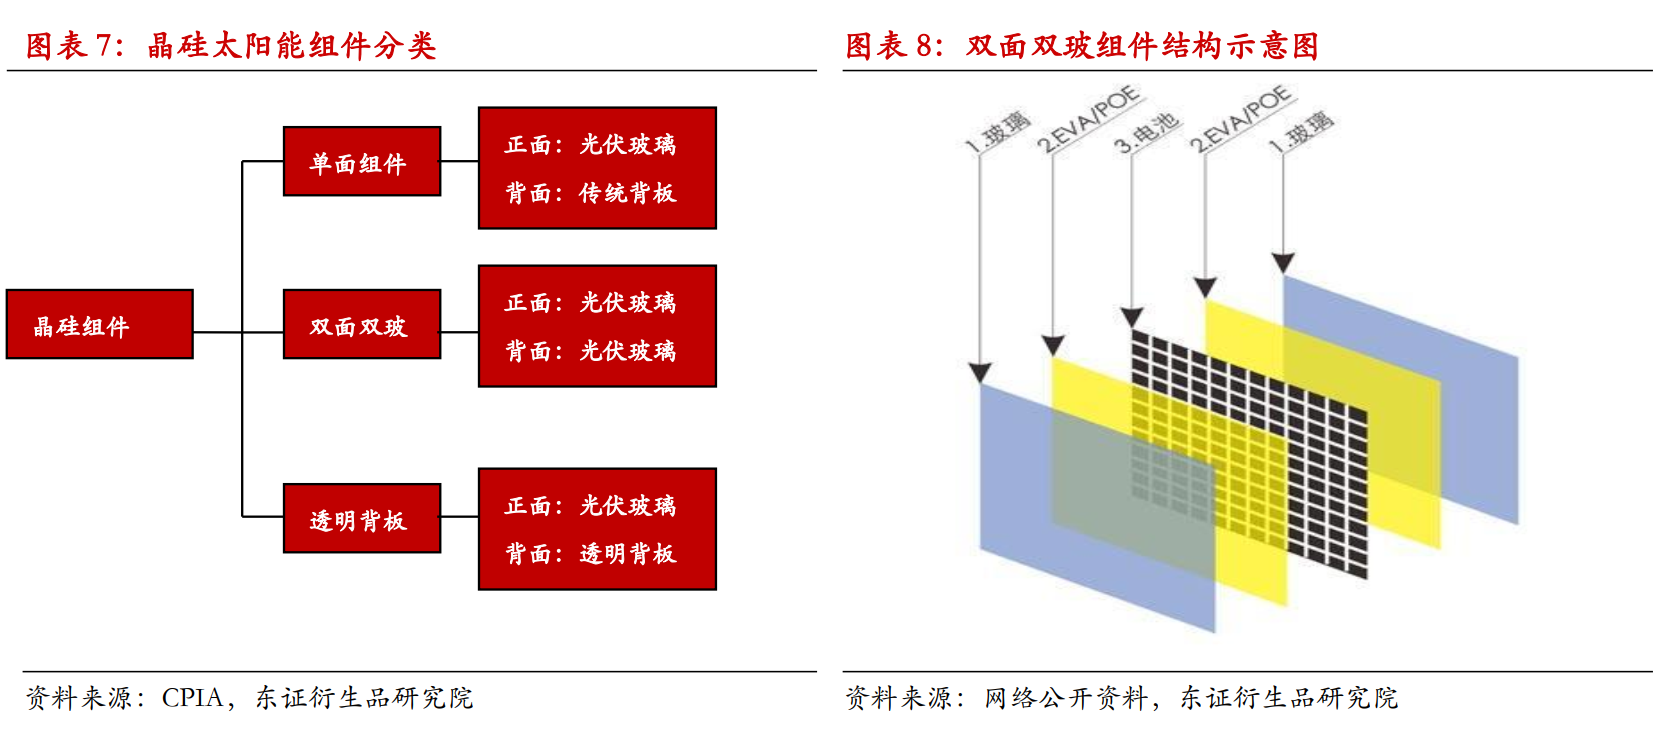 图表 7：晶硅太阳能组件分类
晶硅组件
单面组件
正面：光伏玻璃
背面：传统背板
双面双玻
正面：光伏玻璃
背面：光伏玻璃
透明背板
正面：光伏玻璃
背面：透明背板
资料来源：CPIA，东证衍生品研究院
图表 8：双面双玻组件结构示意图
1.玻璃
2.EVA/POE
3.电池
2.EVA/POE
1.玻璃
资料来源：网络公开资料，东证衍生品研究院